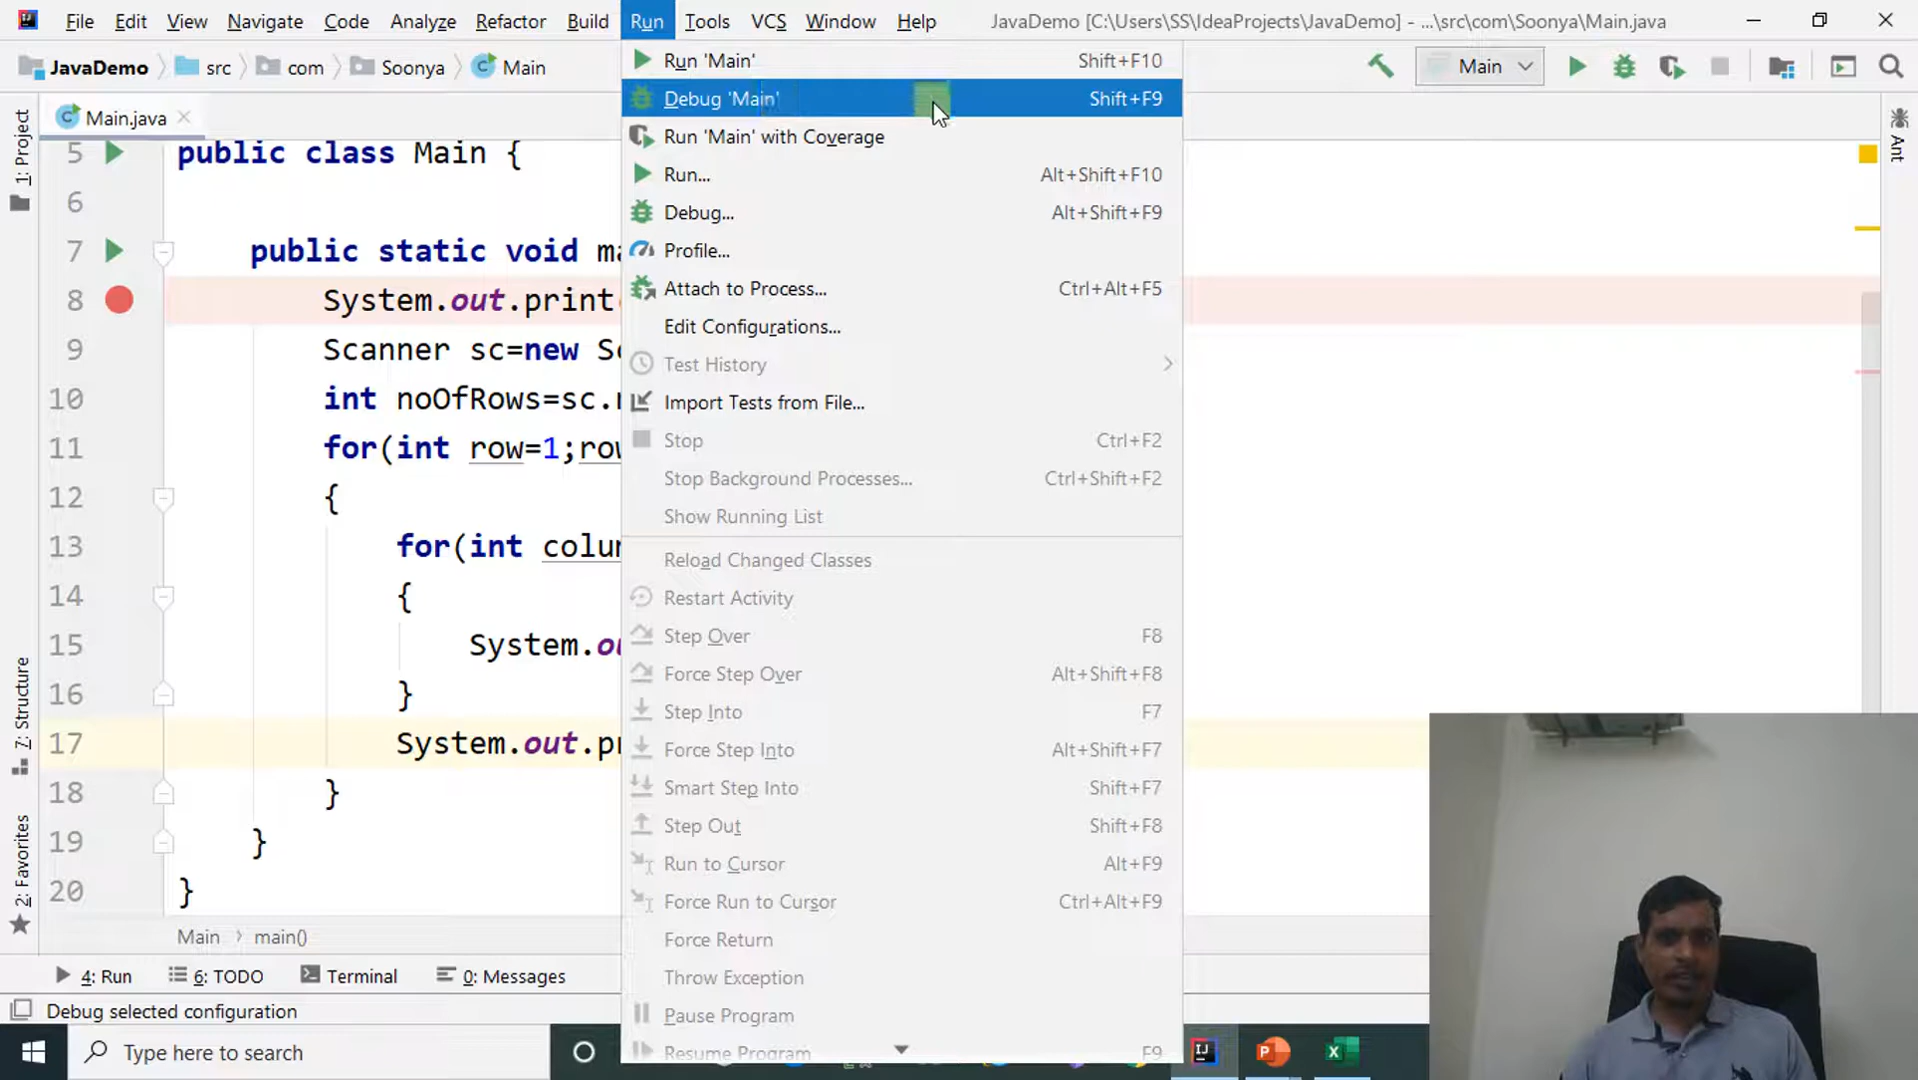 File Edit View Navigate Code Analyze Refactor Build Run Tools VCS Window Help JavaDemo [C:\Users\SS\IdeaProjects\JavaDemo] - ...\src\com\Soonya\Main.java
JavaDemo src com Soonya Main Main
Main.java
Run 'Main' Shift+F10
Debug 'Main' Shift+F9
Run 'Main' with Coverage
Run... Alt+Shift+F10
Debug... Alt+Shift+F9
Profile...
Attach to Process... Ctrl+Alt+F5
Edit Configurations...
Test History
Import Tests from File...
Stop Ctrl+F2
Stop Background Processes... Ctrl+Shift+F2
Show Running List
Reload Changed Classes
Restart Activity
Step Over F8
Force Step Over Alt+Shift+F8
Step Into F7
Force Step Into Alt+Shift+F7
Smart Step Into Shift+F7
Step Out Shift+F8
Run to Cursor Alt+F9
Force Run to Cursor Ctrl+Alt+F9
Force Return
Throw Exception
Pause Program
Resume Program F9
1: Project
7: Structure
2: Favorites
Ant
5 public class Main {
6
7 public static void ma
8 System.out.print
9 Scanner sc=new Sc
10 int noOfRows=sc.n
11 for(int row=1;row
12 {
13 for(int colum
14 {
15 System.ou
16 }
17 System.out.pr
18 }
19 }
20 }
Main main()
4: Run 6: TODO Terminal 0: Messages
Debug selected configuration
Type here to search